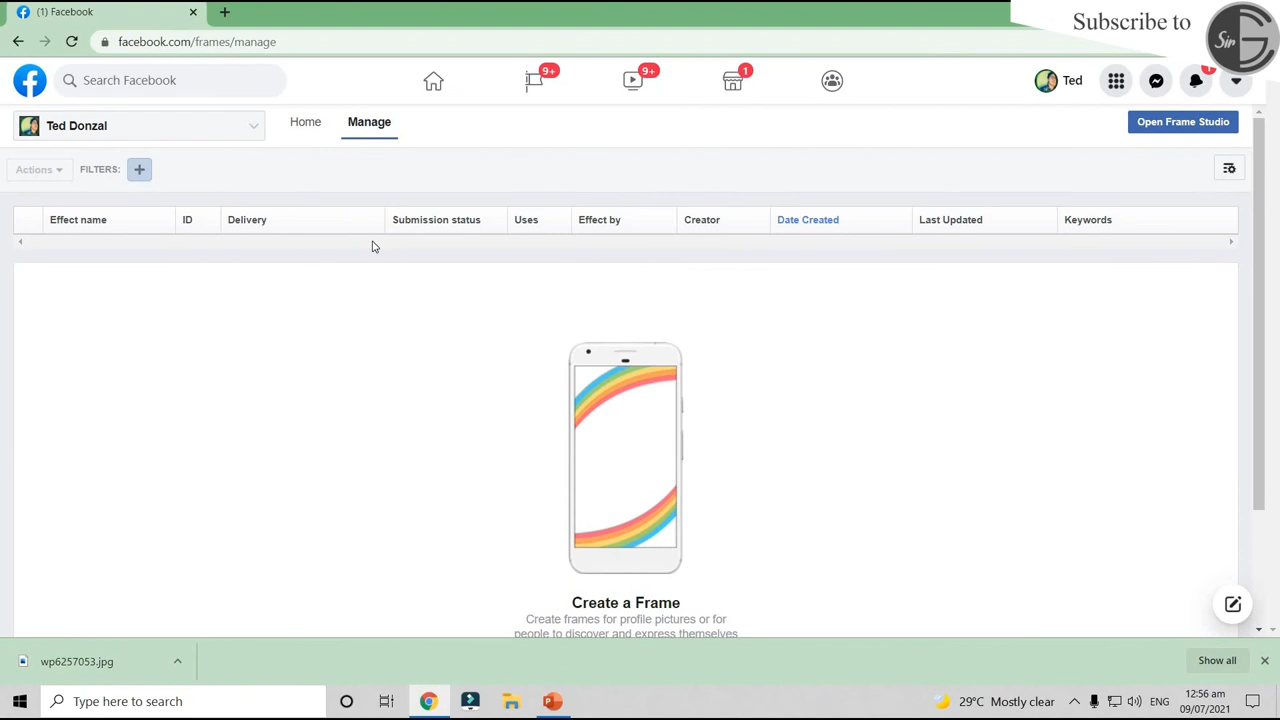 (1) Facebook
Subscribe to
Sir G
facebook.com/frames/manage
Search Facebook
9+
9+
1
Ted
1
Ted Donzal
Home
Manage
Open Frame Studio
Actions
FILTERS:
Effect name
ID
Delivery
Submission status
Uses
Effect by
Creator
Date Created
Last Updated
Keywords
Create a Frame
Create frames for profile pictures or for
people to discover and express themselves
wp6257053.jpg
Show all
Type here to search
29°C Mostly clear
ENG
12:56 am
09/07/2021